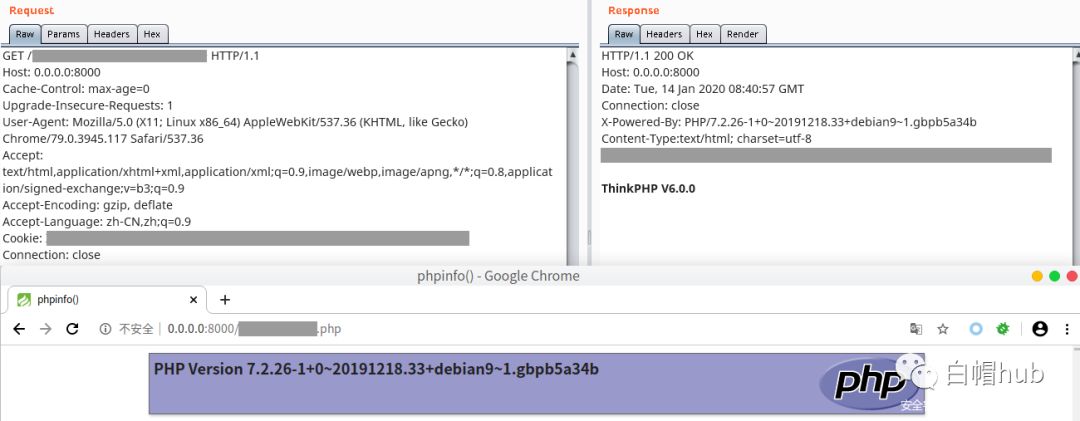 Request
Raw Params Headers Hex
GET / HTTP/1.1
Host: 0.0.0.0:8000
Cache-Control: max-age=0
Upgrade-Insecure-Requests: 1
User-Agent: Mozilla/5.0 (X11; Linux x86_64) AppleWebKit/537.36 (KHTML, like Gecko)
Chrome/79.0.3945.117 Safari/537.36
Accept:
text/html,application/xhtml+xml,application/xml;q=0.9,image/webp,image/apng,*/*;q=0.8,applicat
ion/signed-exchange;v=b3;q=0.9
Accept-Encoding: gzip, deflate
Accept-Language: zh-CN,zh;q=0.9
Cookie:
Connection: close
Response
Raw Headers Hex Render
HTTP/1.1 200 OK
Host: 0.0.0.0:8000
Date: Tue, 14 Jan 2020 08:40:57 GMT
Connection: close
X-Powered-By: PHP/7.2.26-1+0~20191218.33+debian9~1.gbpb5a34b
Content-Type:text/html; charset=utf-8
ThinkPHP V6.0.0
phpinfo() - Google Chrome
phpinfo()
不安全 0.0.0.0:8000/ .php
PHP Version 7.2.26-1+0~20191218.33+debian9~1.gbpb5a34b
php
白帽hub
安全